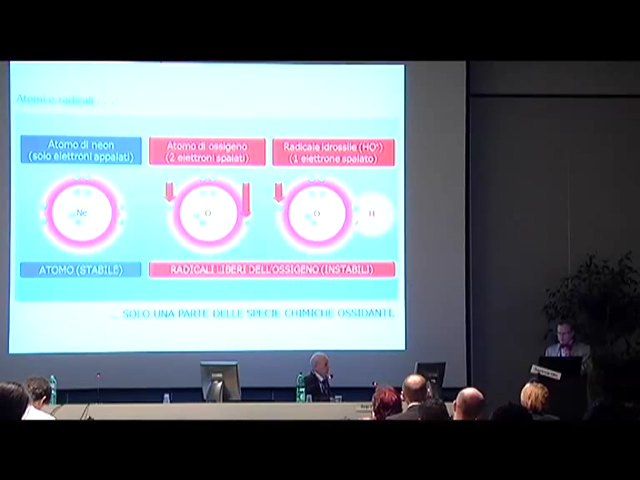 Atomi e radicali
Atomo di neon
(solo elettroni appaiati)
Atomo di ossigeno
(2 elettroni spaiati)
Radicale idrossile (HO°)
(1 elettrone spaiato)
Ne
O
O
H
ATOMO (STABILE)
RADICALI LIBERI DELL'OSSIGENO (INSTABILI)
... SOLO UNA PARTE DELLE SPECIE CHIMICHE OSSIDANTI.